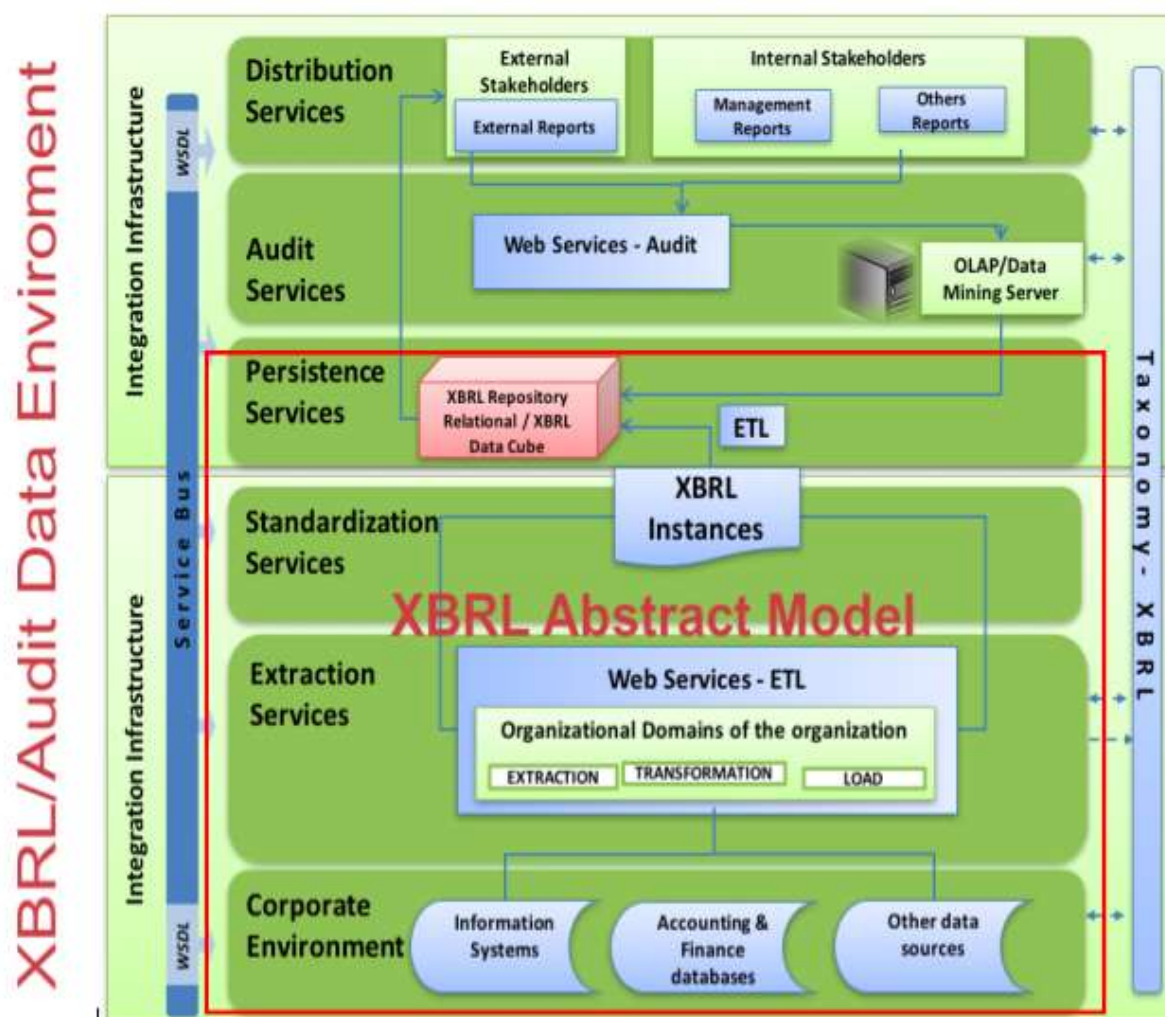 XBRL/Audit Data Enviroment
Integration Infrastructure
WSDL
Service Bus
Distribution
Services
External
Stakeholders
External Reports
Internal Stakeholders
Management
Reports
Others
Reports
Audit
Services
Web Services - Audit
OLAP/Data
Mining Server
Persistence
Services
XBRL Repository
Relational / XBRL
Data Cube
ETL
XBRL
Instances
Standardization
Services
XBRL Abstract Model
Integration Infrastructure
Extraction
Services
Web Services - ETL
Organizational Domains of the organization
EXTRACTION
TRANSFORMATION
LOAD
WSDL
Corporate
Environment
Information
Systems
Accounting &
Finance
databases
Other data
sources
Taxonomy- XBRL